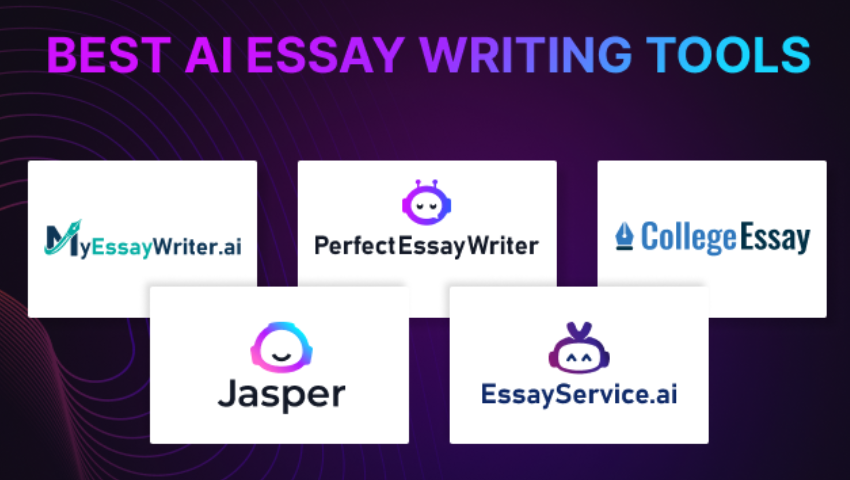 BEST AI ESSAY WRITING TOOLS
MyEssayWriter.ai
PerfectEssayWriter
CollegeEssay
Jasper
EssayService.ai